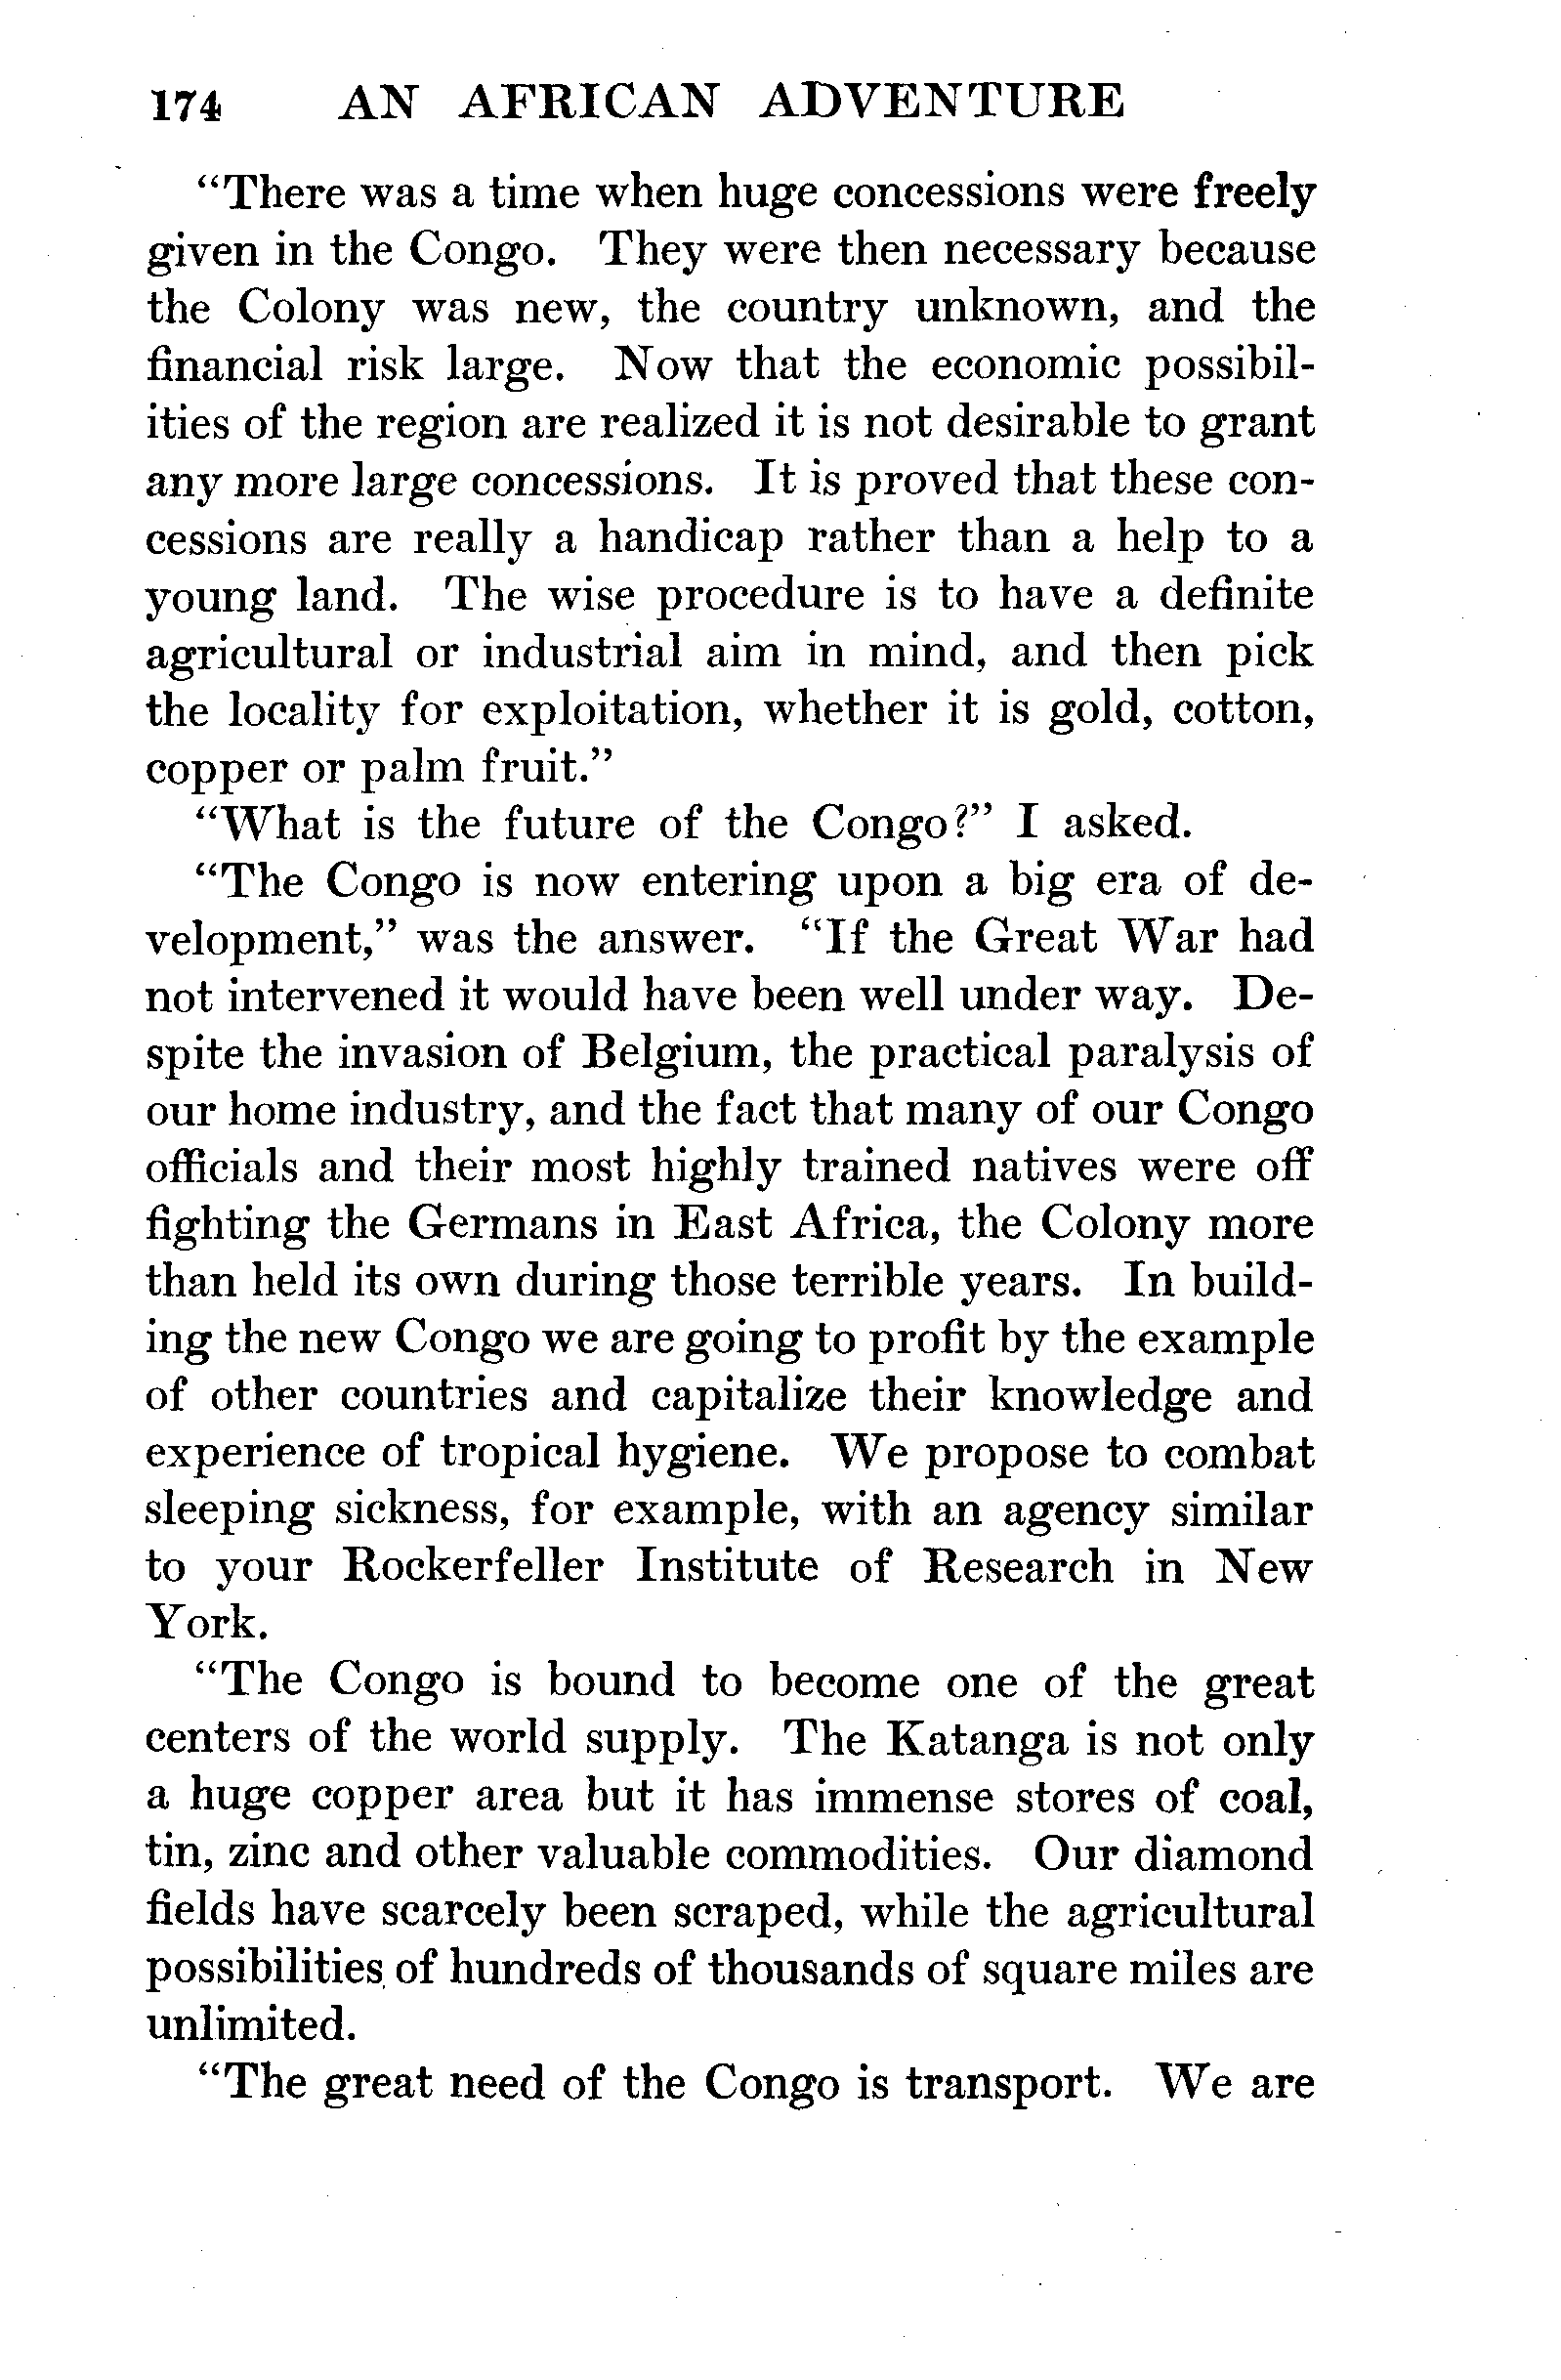 174 AN AFRICAN ADVENTURE
“There was a time when huge concessions were freely
given in the Congo. They were then necessary because
the Colony was new, the country unknown, and the
financial risk large. Now that the economic possibil-
ities of the region are realized it is not desirable to grant
any more large concessions. It is proved that these con-
cessions are really a handicap rather than a help to a
young land. The wise procedure is to have a definite
agricultural or industrial aim in mind, and then pick
the locality for exploitation, whether it is gold, cotton,
copper or palm fruit.”
“What is the future of the Congo?” I asked.
“The Congo is now entering upon a big era of de-
velopment,” was the answer. “If the Great War had
not intervened it would have been well under way. De-
spite the invasion of Belgium, the practical paralysis of
our home industry, and the fact that many of our Congo
officials and their most highly trained natives were off
fighting the Germans in East Africa, the Colony more
than held its own during those terrible years. In build-
ing the new Congo we are going to profit by the example
of other countries and capitalize their knowledge and
experience of tropical hygiene. We propose to combat
sleeping sickness, for example, with an agency similar
to your Rockerfeller Institute of Research in New
York.
“The Congo is bound to become one of the great
centers of the world supply. The Katanga is not only
a huge copper area but it has immense stores of coal,
tin, zinc and other valuable commodities. Our diamond
fields have scarcely been scraped, while the agricultural
possibilities of hundreds of thousands of square miles are
unlimited.
“The great need of the Congo is transport. We are